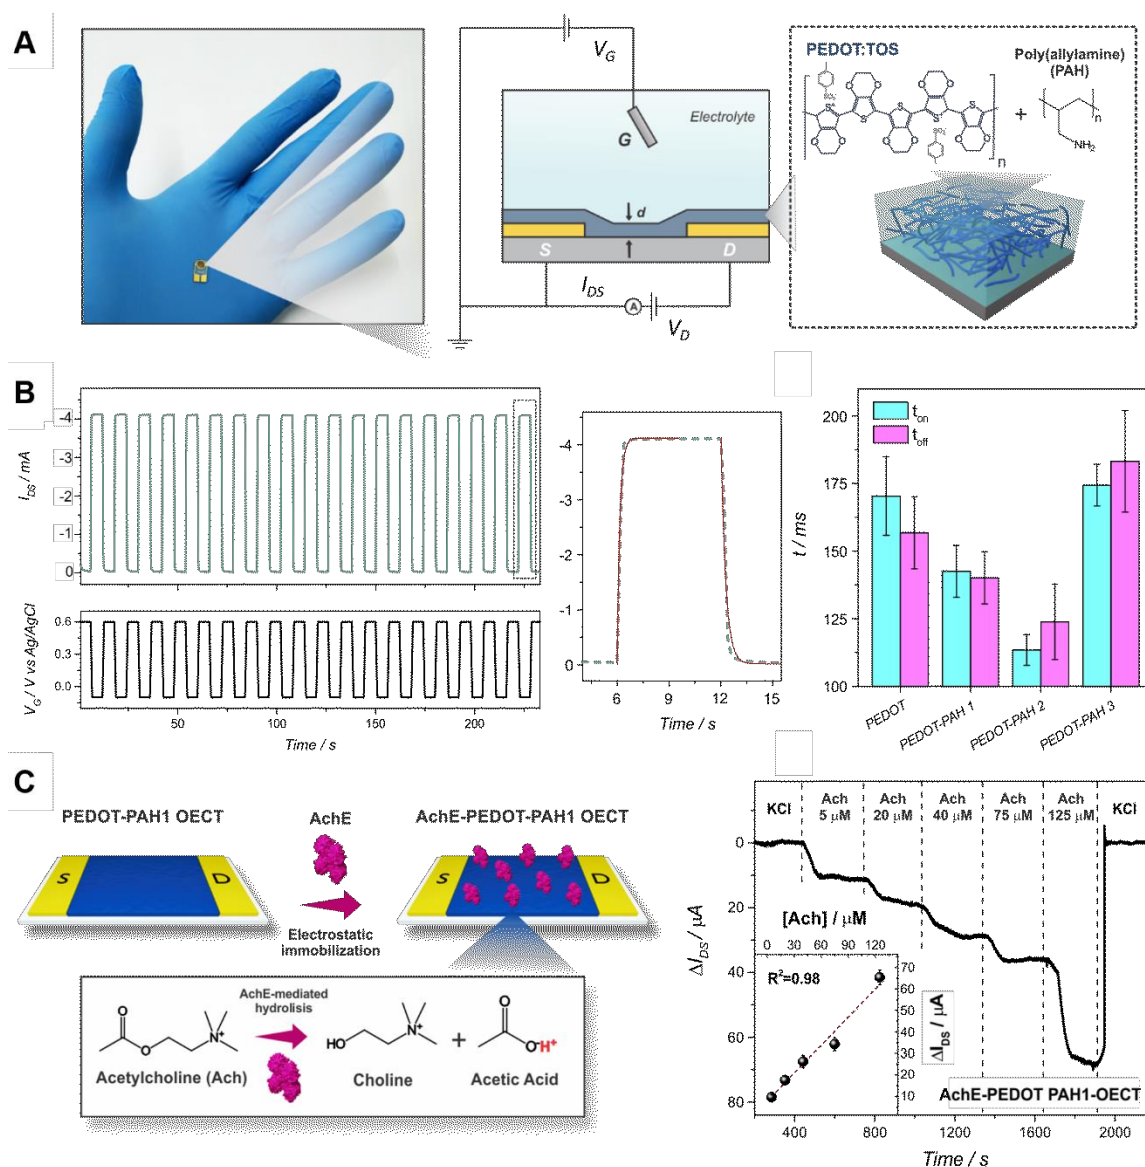 A
V_G
Electrolyte
G
d
S
D
I_DS
A
V_D
PEDOT:TOS
Poly(allylamine)
(PAH)
SO₃⁻
S
S⁺
S
S
S
O
O
n
+
n
NH₂
SO₃⁻
B
I_DS / mA
-4
-3
-2
-1
0
V_G / V vs Ag/AgCl
0.6
0.3
0.0
50
100
150
200
Time / s
-4
-3
-4
-2
-1
0
6
9
12
15
Time / s
t / ms
200
175
150
125
100
t_on
t_off
PEDOT
PEDOT-PAH 1
PEDOT-PAH 2
PEDOT-PAH 3
C
PEDOT-PAH1 OECT
AchE
AchE-PEDOT-PAH1 OECT
S
D
Electrostatic
immobilization
S
D
AchE-mediated
hydrolisis
O
O
N⁺
HO
N⁺
+
O
O⁻H⁺
Acetylcholine (Ach)
Choline
Acetic Acid
KCl
Ach
5 μM
Ach
20 μM
Ach
40 μM
Ach
75 μM
Ach
125 μM
KCl
ΔI_DS / μA
0
20
40
60
80
[Ach] / μM
0
30
60
90
120
R²=0.98
70
60
50
40
30
20
10
ΔI_DS / μA
AchE-PEDOT PAH1-OECT
400
800
1200
1600
2000
Time / s